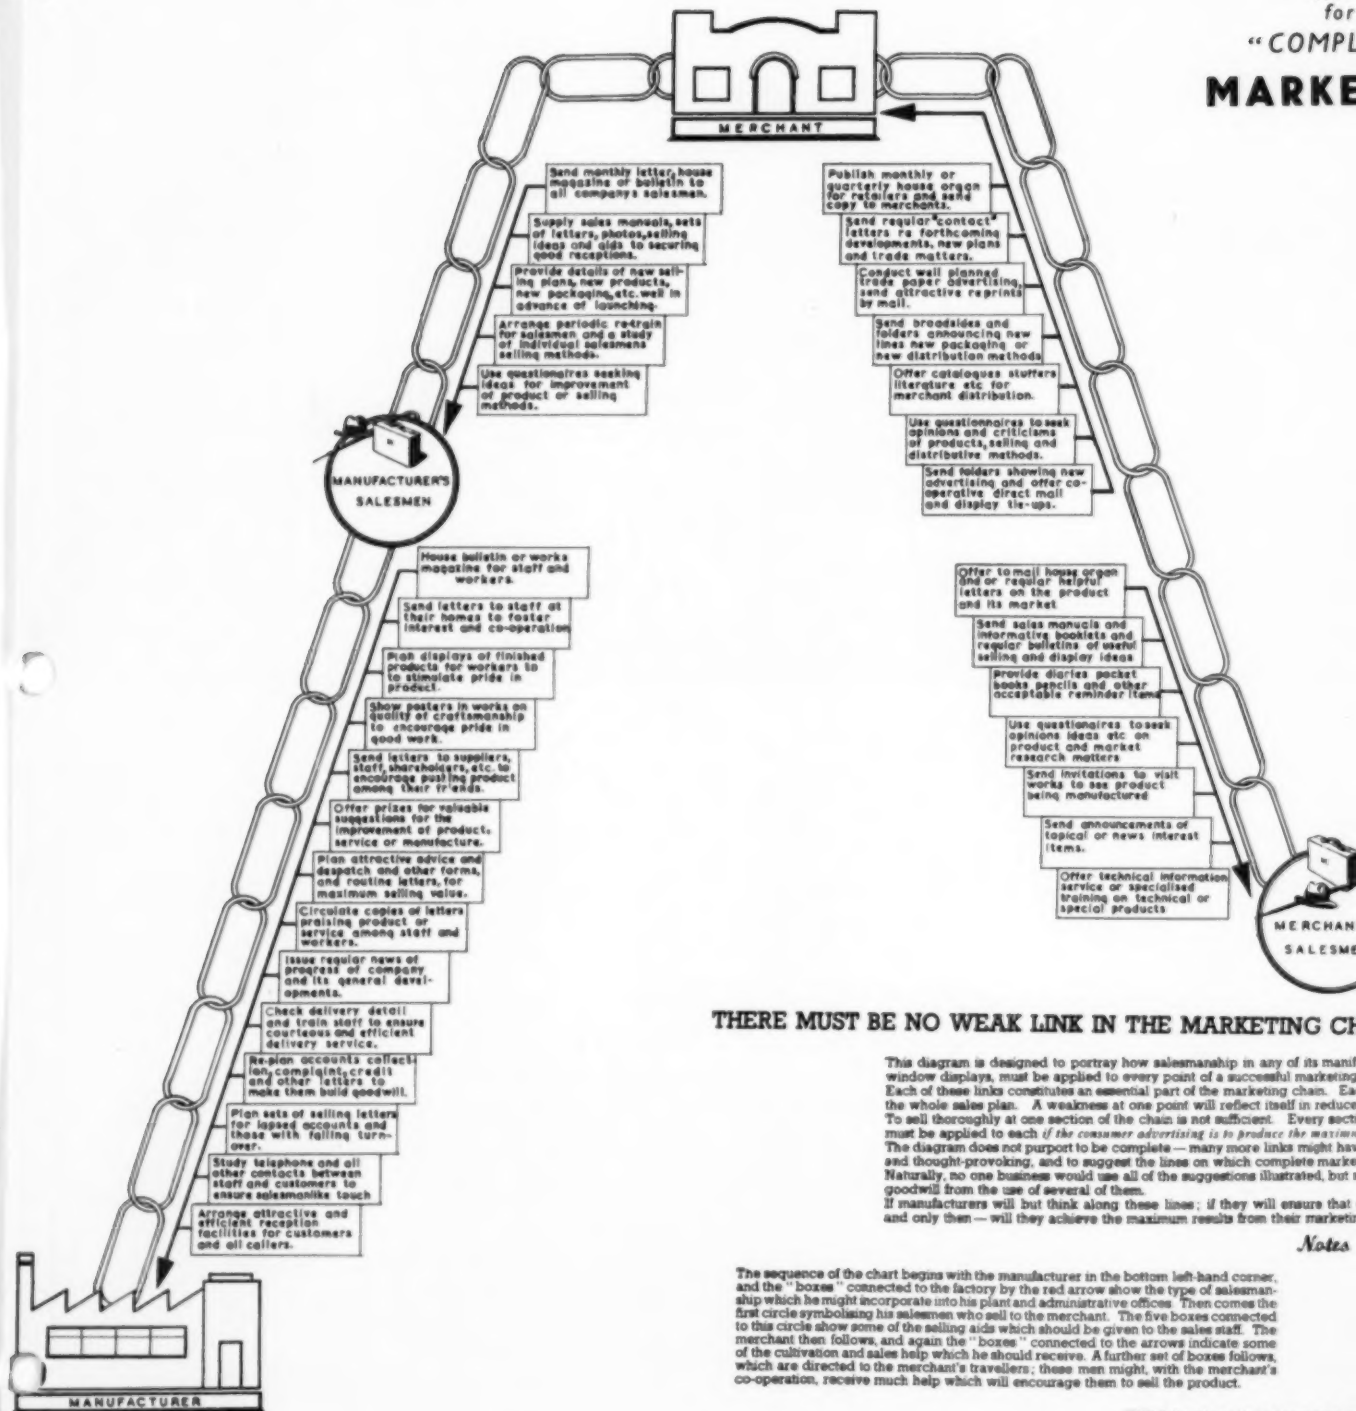 for
"COMPL
MARKE
MERCHANT
Send monthly letter, house
magazine or bulletin to
all companys salesmen.
Supply sales manuals, sets
of letters, photos, selling
ideas and aids to securing
good receptions.
Provide details of new sell-
ing plans, new products,
new packaging, etc. well in
advance of launching.
Arrange periodic re-train
for salesmen and a study
of individual salesmens
selling methods.
Use questionaires seeking
ideas for improvement
of product or selling
methods.
MANUFACTURER'S
SALESMEN
House bulletin or works
magazine for staff and
workers.
Send letters to staff at
their homes to foster
interest and co-operation
Plan displays of finished
products for workers to
to stimulate pride in
product.
Show posters in works on
quality of craftsmanship
to encourage pride in
good work.
Send letters to suppliers,
staff, shareholders, etc. to
encourage pushing product
among their friends.
Offer prizes for valuable
suggestions for the
improvement of product,
service or manufacture.
Plan attractive advice and
despatch and other forms,
and routine letters, for
maximum selling value.
Circulate copies of letters
praising product or
service among staff and
workers.
Issue regular news of
progress of company
and its general devel-
opments.
Check delivery detail
and train staff to ensure
courteous and efficient
delivery service.
Re-plan accounts collect-
ion, complaint, credit
and other letters to
make them build goodwill.
Plan sets of selling letters
for lapsed accounts and
those with falling turn-
over.
Study telephone and all
other contacts between
staff and customers to
ensure salesmanlike touch
Arrange attractive and
efficient reception
facilities for customers
and all callers.
MANUFACTURER
Publish monthly or
quarterly house organ
for retailers and send
copy to merchants.
Send regular "contact"
letters re forthcoming
developments, new plans
and trade matters.
Conduct well planned
trade paper advertising,
send attractive reprints
by mail.
Send broadsides and
folders announcing new
lines new packaging or
new distribution methods
Offer catalogues stuffers
literature etc for
merchant distribution.
Use questionnaires to seek
opinions and criticisms
of products, selling and
distributive methods.
Send folders showing new
advertising and offer co-
operative direct mail
and display tie-ups.
Offer to mail house organ
and or regular helpful
letters on the product
and its market
Send sales manuals and
informative booklets and
regular bulletins of useful
selling and display ideas
Provide diaries pocket
books pencils and other
acceptable reminder items
Use questionaires to seek
opinions ideas etc on
product and market
research matters
Send invitations to visit
works to see product
being manufactured
Send announcements of
topical or news interest
items.
Offer technical information
service or specialised
training on technical or
special products
MERCHAN
SALESME
THERE MUST BE NO WEAK LINK IN THE MARKETING CH
This diagram is designed to portray how salesmanship in any of its manif
window displays, must be applied to every point of a successful marketing
Each of these links constitutes an essential part of the marketing chain. Eac
the whole sales plan. A weakness at one point will reflect itself in reduce
To sell thoroughly at one section of the chain is not sufficient. Every secti
must be applied to each if the consumer advertising is to produce the maximum
The diagram does not purport to be complete — many more links might hav
and thought-provoking, and to suggest the lines on which complete marke
Naturally, no one business would use all of the suggestions illustrated, but
goodwill from the use of several of them.
If manufacturers will but think along these lines; if they will ensure that
and only then — will they achieve the maximum results from their marketin
Notes
The sequence of the chart begins with the manufacturer in the bottom left-hand corner,
and the "boxes" connected to the factory by the red arrow show the type of salesman-
ship which he might incorporate into his plant and administrative offices. Then comes the
first circle symbolising his salesmen who sell to the merchant. The five boxes connected
to this circle show some of the selling aids which should be given to the sales staff. The
merchant then follows, and again the "boxes" connected to the arrows indicate some
of the cultivation and sales help which he should receive. A further set of boxes follows,
which are directed to the merchant's travellers; these men might, with the merchant's
co-operation, receive much help which will encourage them to sell the product.